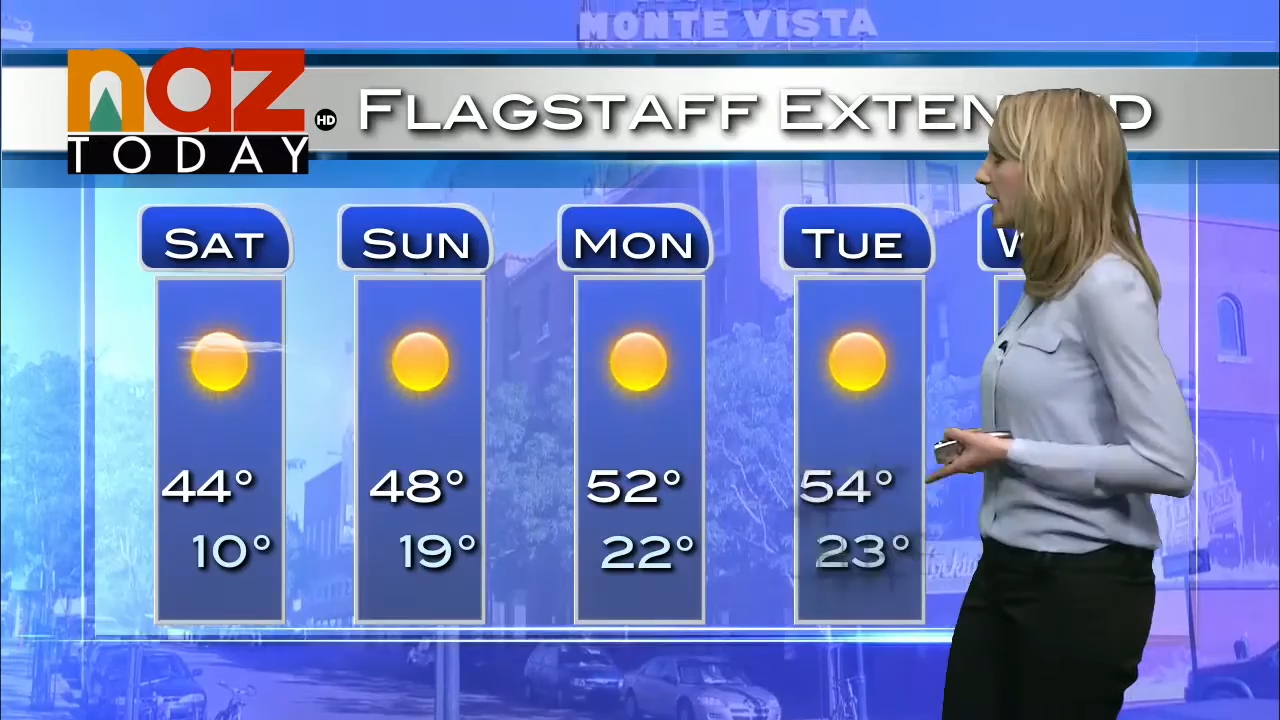 MONTE VISTA
naz
TODAY
HD
FLAGSTAFF EXTEN D
SAT
SUN
MON
TUE
W
44°
48°
52°
54°
10°
19°
22°
23°